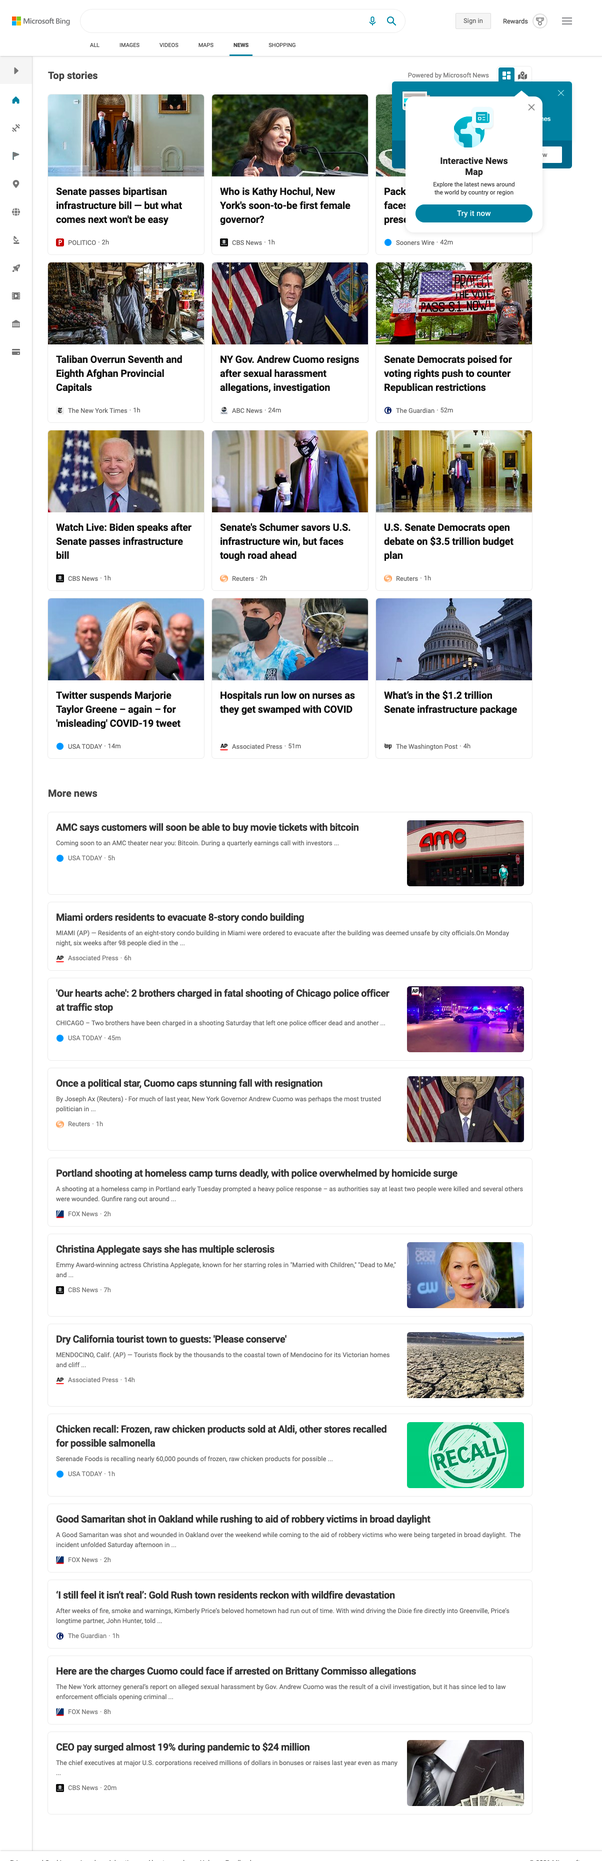 Microsoft Bing
Sign in
Rewards
ALL
IMAGES
VIDEOS
MAPS
NEWS
SHOPPING
Top stories
Powered by Microsoft News
Interactive News
Map
Explore the latest news around
the world by country or region
Try it now
Senate passes bipartisan
infrastructure bill — but what
comes next won't be easy
POLITICO · 2h
Who is Kathy Hochul, New
York's soon-to-be first female
governor?
CBS News · 1h
Pack
faces
prese
Sooners Wire · 42m
Taliban Overrun Seventh and
Eighth Afghan Provincial
Capitals
The New York Times · 1h
NY Gov. Andrew Cuomo resigns
after sexual harassment
allegations, investigation
ABC News · 24m
PROTECT
THE VOTE
PASS S.1 NOW!
Senate Democrats poised for
voting rights push to counter
Republican restrictions
The Guardian · 52m
Watch Live: Biden speaks after
Senate passes infrastructure
bill
CBS News · 1h
Senate's Schumer savors U.S.
infrastructure win, but faces
tough road ahead
Reuters · 2h
U.S. Senate Democrats open
debate on $3.5 trillion budget
plan
Reuters · 1h
Twitter suspends Marjorie
Taylor Greene – again – for
'misleading' COVID-19 tweet
USA TODAY · 14m
Hospitals run low on nurses as
they get swamped with COVID
AP Associated Press · 51m
What's in the $1.2 trillion
Senate infrastructure package
wp The Washington Post · 4h
More news
AMC says customers will soon be able to buy movie tickets with bitcoin
Coming soon to an AMC theater near you: Bitcoin. During a quarterly earnings call with investors ...
USA TODAY · 5h
amc
Miami orders residents to evacuate 8-story condo building
MIAMI (AP) — Residents of an eight-story condo building in Miami were ordered to evacuate after the building was deemed unsafe by city officials.On Monday
night, six weeks after 98 people died in the ...
AP Associated Press · 6h
'Our hearts ache': 2 brothers charged in fatal shooting of Chicago police officer
at traffic stop
CHICAGO – Two brothers have been charged in a shooting Saturday that left one police officer dead and another ...
USA TODAY · 45m
AP
Once a political star, Cuomo caps stunning fall with resignation
By Joseph Ax (Reuters) - For much of last year, New York Governor Andrew Cuomo was perhaps the most trusted
politician in ...
Reuters · 1h
Portland shooting at homeless camp turns deadly, with police overwhelmed by homicide surge
A shooting at a homeless camp in Portland early Tuesday prompted a heavy police response – as authorities say at least two people were killed and several others
were wounded. Gunfire rang out around ...
FOX News · 2h
Christina Applegate says she has multiple sclerosis
Emmy Award-winning actress Christina Applegate, known for her starring roles in "Married with Children," "Dead to Me,"
and ...
CBS News · 7h
CW
Dry California tourist town to guests: 'Please conserve'
MENDOCINO, Calif. (AP) — Tourists flock by the thousands to the coastal town of Mendocino for its Victorian homes
and cliff ...
AP Associated Press · 14h
Chicken recall: Frozen, raw chicken products sold at Aldi, other stores recalled
for possible salmonella
Serenade Foods is recalling nearly 60,000 pounds of frozen, raw chicken products for possible ...
USA TODAY · 1h
RECALL
Good Samaritan shot in Oakland while rushing to aid of robbery victims in broad daylight
A Good Samaritan was shot and wounded in Oakland over the weekend while coming to the aid of robbery victims who were being targeted in broad daylight. The
incident unfolded Saturday afternoon in ...
FOX News · 2h
'I still feel it isn't real': Gold Rush town residents reckon with wildfire devastation
After weeks of fire, smoke and warnings, Kimberly Price's beloved hometown had run out of time. With wind driving the Dixie fire directly into Greenville, Price's
longtime partner, John Hunter, told ...
The Guardian · 1h
Here are the charges Cuomo could face if arrested on Brittany Commisso allegations
The New York attorney general's report on alleged sexual harassment by Gov. Andrew Cuomo was the result of a civil investigation, but it has since led to law
enforcement officials opening criminal ...
FOX News · 8h
CEO pay surged almost 19% during pandemic to $24 million
The chief executives at major U.S. corporations received millions of dollars in bonuses or raises last year even as many
...
CBS News · 20m